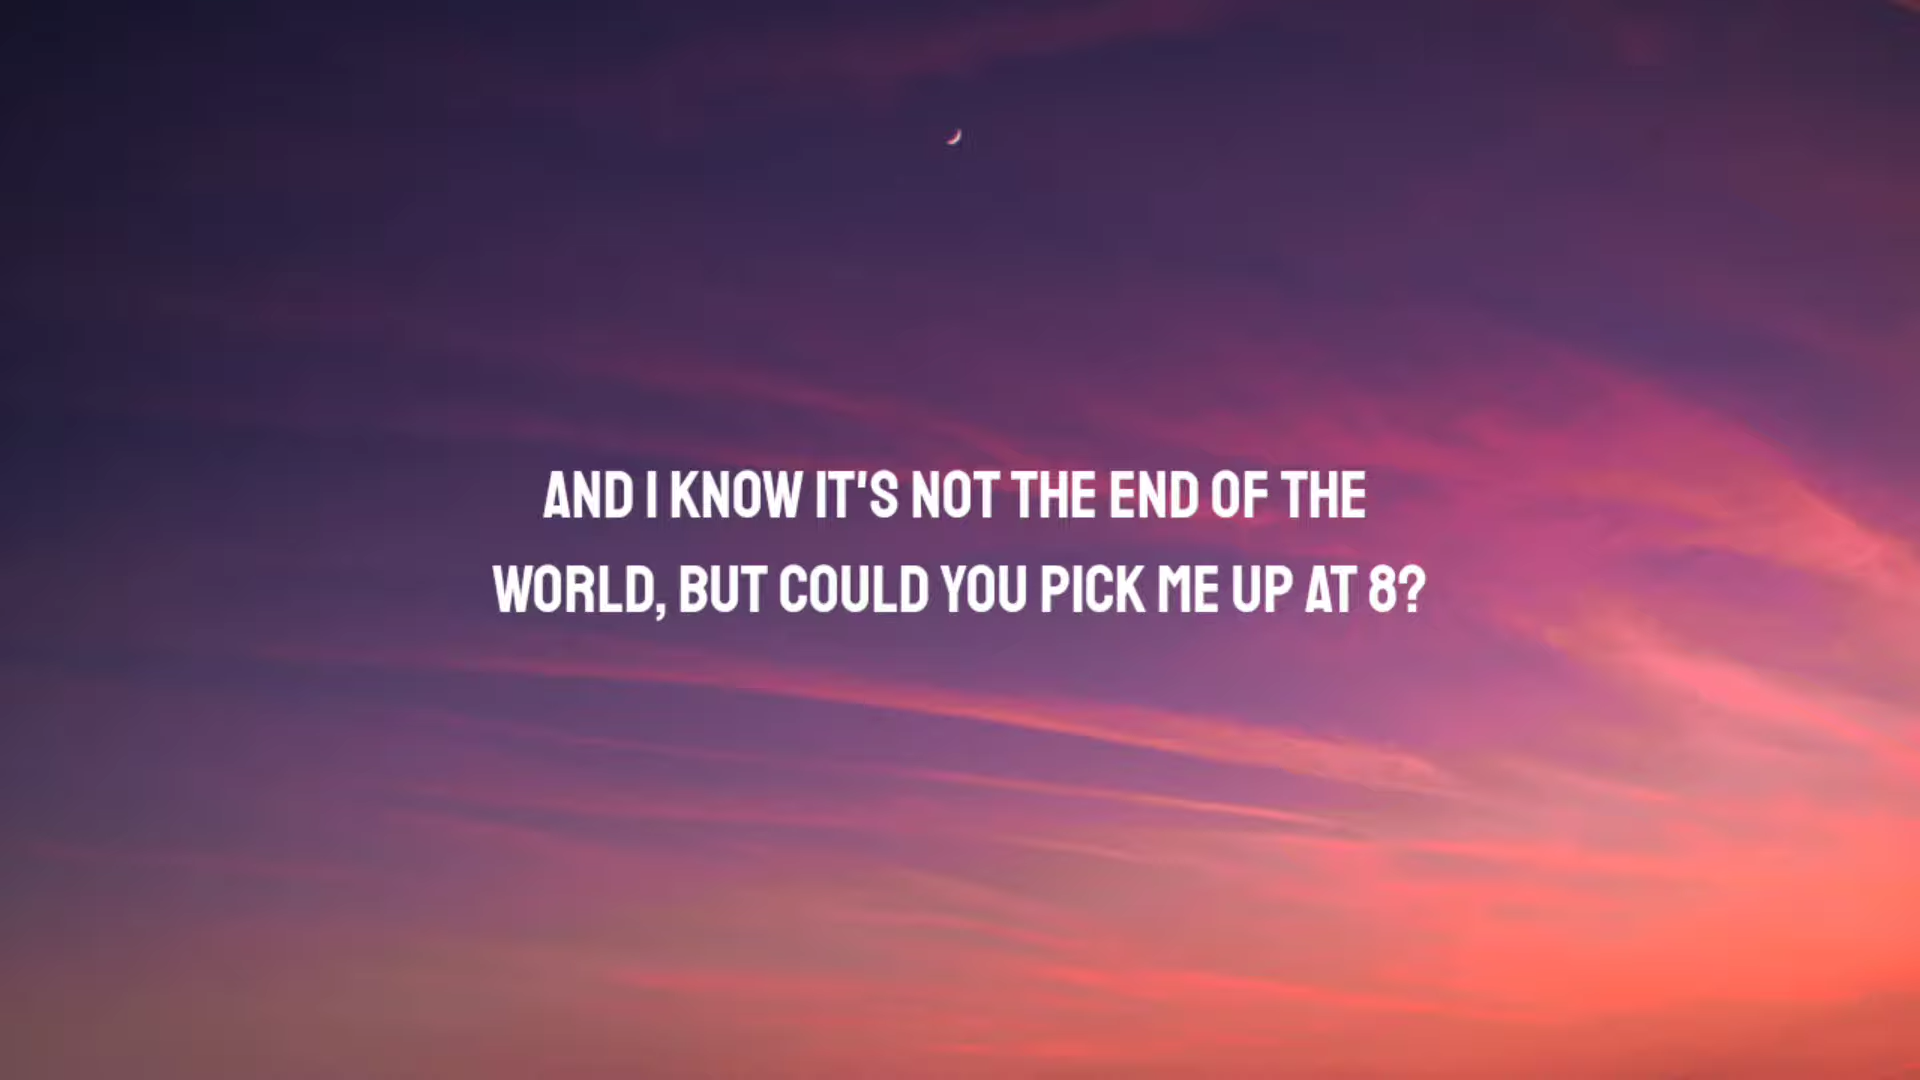 AND I KNOW IT'S NOT THE END OF THE
WORLD, BUT COULD YOU PICK ME UP AT 8?